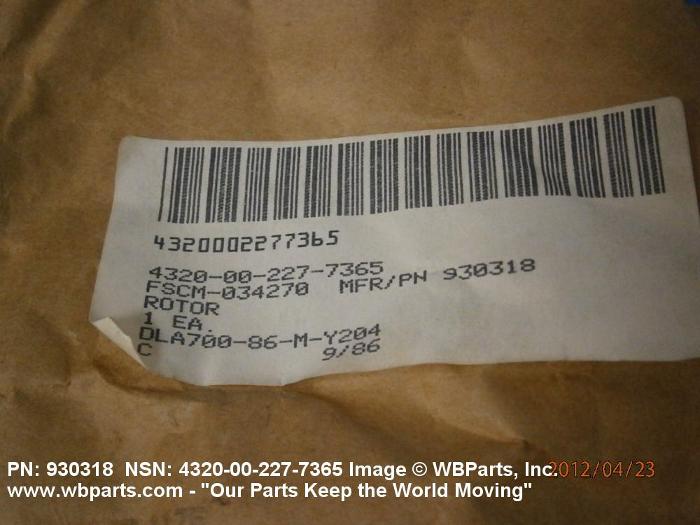 4320002277365
4320-00-227-7365
FSCM-034270 MFR/PN 930318
ROTOR
1 EA.
DLA700-86-M-Y204
C 9/86
PN: 930318 NSN: 4320-00-227-7365 Image © WBParts, Inc. 2012/04/23
www.wbparts.com - "Our Parts Keep the World Moving"